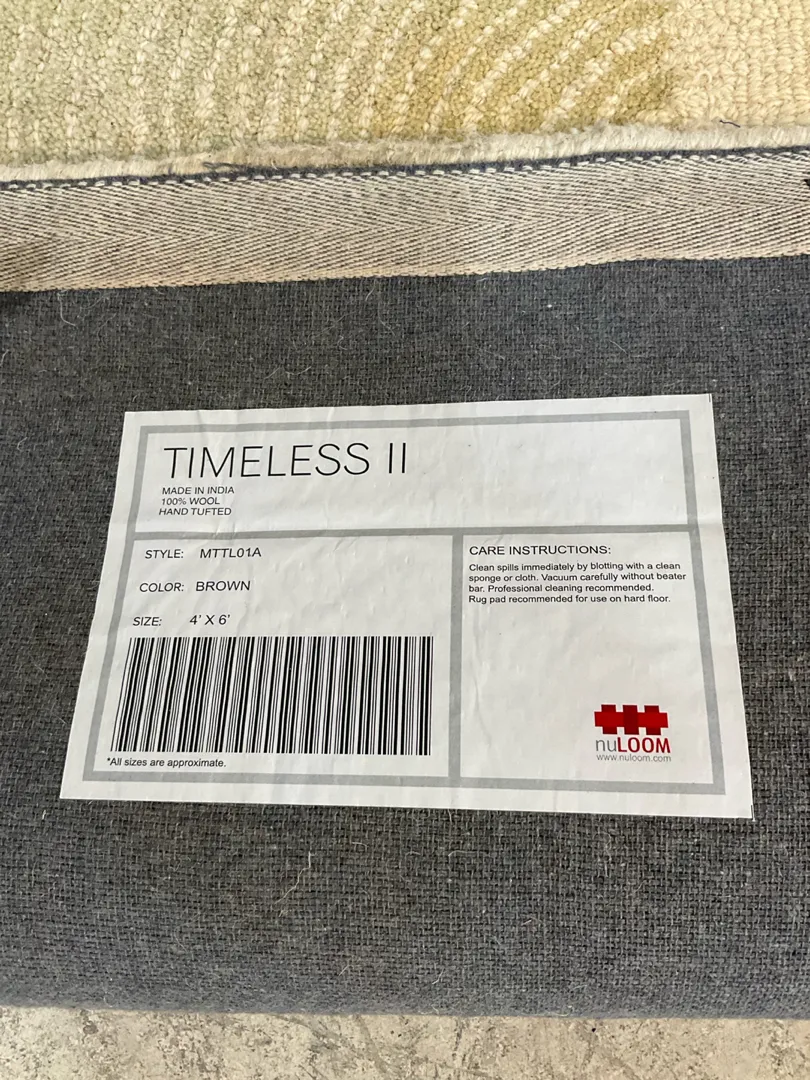 TIMELESS II
MADE IN INDIA
100% WOOL
HAND TUFTED
STYLE: MTTL01A
COLOR: BROWN
SIZE: 4' X 6'
*All sizes are approximate.
CARE INSTRUCTIONS:
Clean spills immediately by blotting with a clean
sponge or cloth. Vacuum carefully without beater
bar. Professional cleaning recommended.
Rug pad recommended for use on hard floor.
nuLOOM
www.nuloom.com